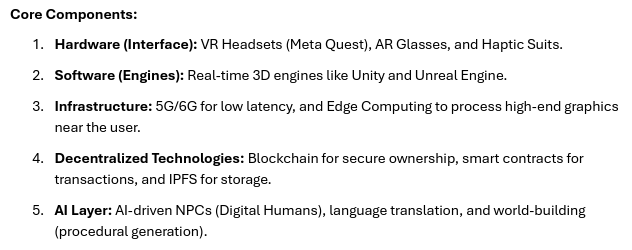 Core Components:
1. Hardware (Interface): VR Headsets (Meta Quest), AR Glasses, and Haptic Suits.
2. Software (Engines): Real-time 3D engines like Unity and Unreal Engine.
3. Infrastructure: 5G/6G for low latency, and Edge Computing to process high-end graphics
near the user.
4. Decentralized Technologies: Blockchain for secure ownership, smart contracts for
transactions, and IPFS for storage.
5. AI Layer: AI-driven NPCs (Digital Humans), language translation, and world-building
(procedural generation).